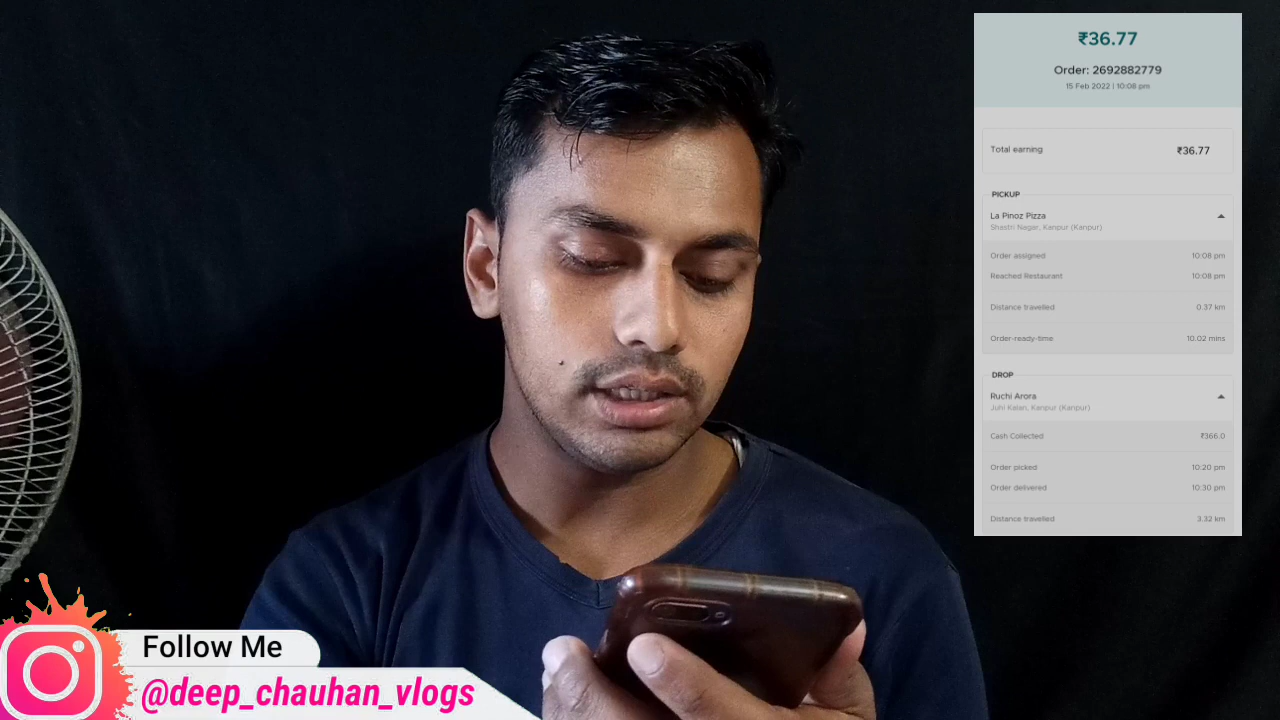 ₹36.77
Order: 2692882779
15 Feb 2022 | 10:08 pm
Total earning ₹36.77
PICKUP
La Pinoz Pizza
Shastri Nagar, Kanpur (Kanpur)
Order assigned 10:08 pm
Reached Restaurant 10:08 pm
Distance travelled 0.37 km
Order-ready-time 10.02 mins
DROP
Ruchi Arora
Juhi Kalan, Kanpur (Kanpur)
Cash Collected ₹366.0
Order picked 10:20 pm
Order delivered 10:30 pm
Distance travelled 3.32 km
Follow Me
@deep_chauhan_vlogs